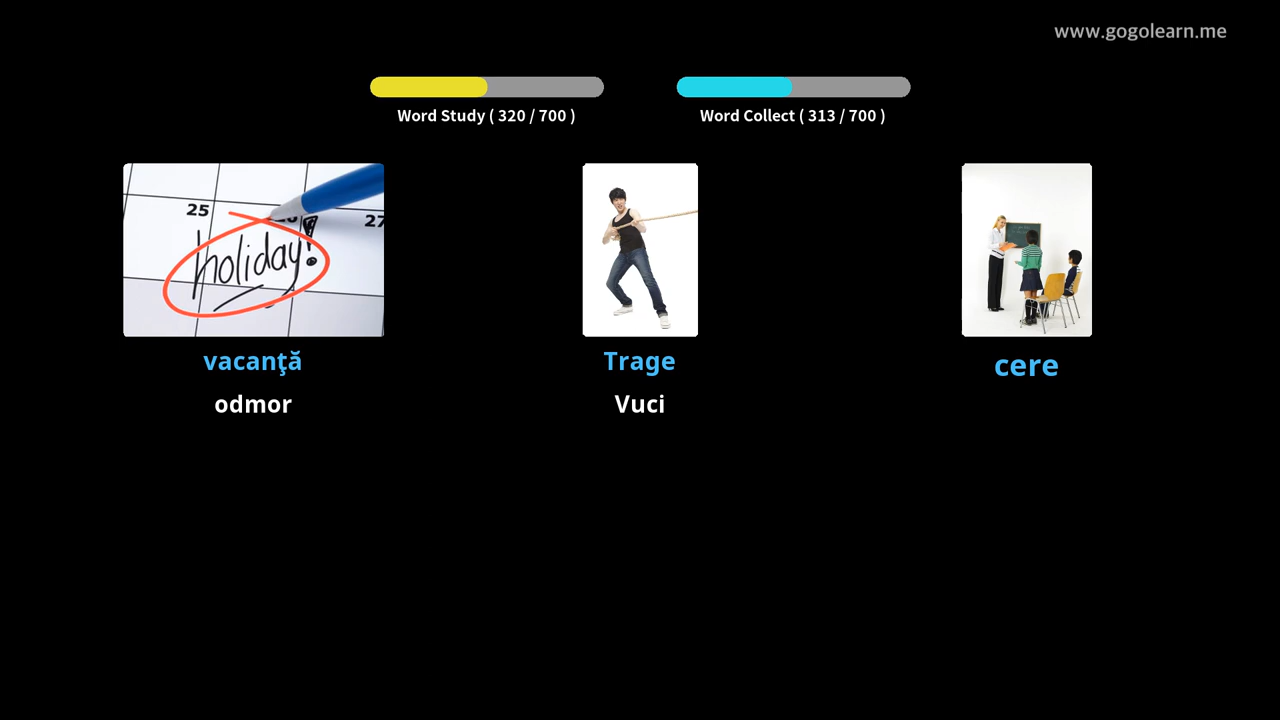 www.gogolearn.me
Word Study ( 320 / 700 )
Word Collect ( 313 / 700 )
25
27
holiday!
vacanţă
Trage
cere
odmor
Vuci